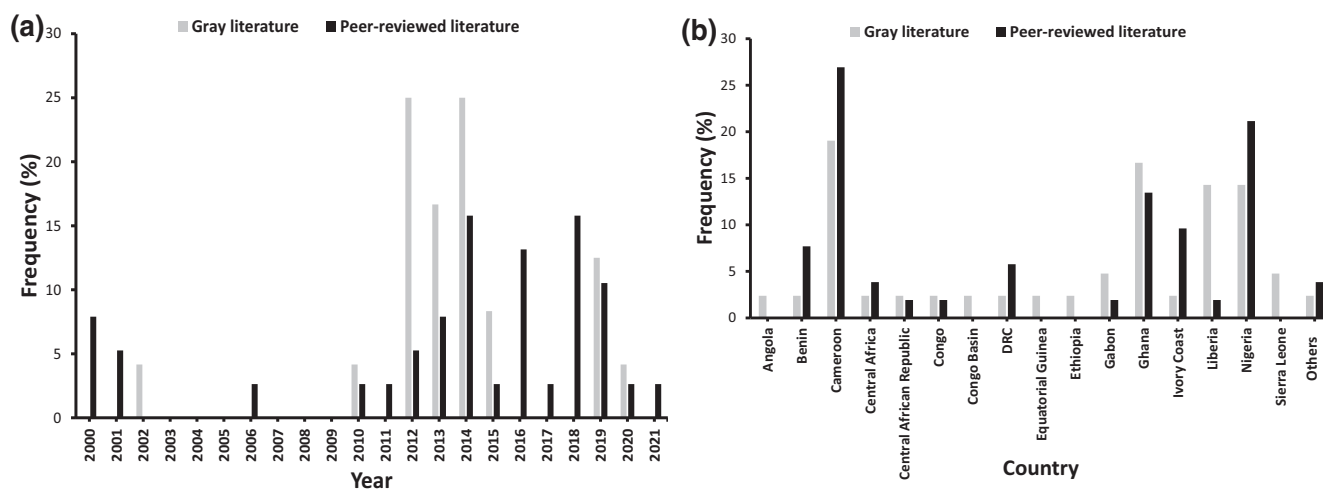 (a)
Gray literature Peer-reviewed literature
30
25
20
15
10
5
0
Frequency (%)
2000 2001 2002 2003 2004 2005 2006 2007 2008 2009 2010 2011 2012 2013 2014 2015 2016 2017 2018 2019 2020 2021
Year
(b)
Gray literature Peer-reviewed literature
30
25
20
15
10
5
0
Frequency (%)
Angola
Benin
Cameroon
Central Africa
Central African Republic
Congo
Congo Basin
DRC
Equatorial Guinea
Ethiopia
Gabon
Ghana
Ivory Coast
Liberia
Nigeria
Sierra Leone
Others
Country